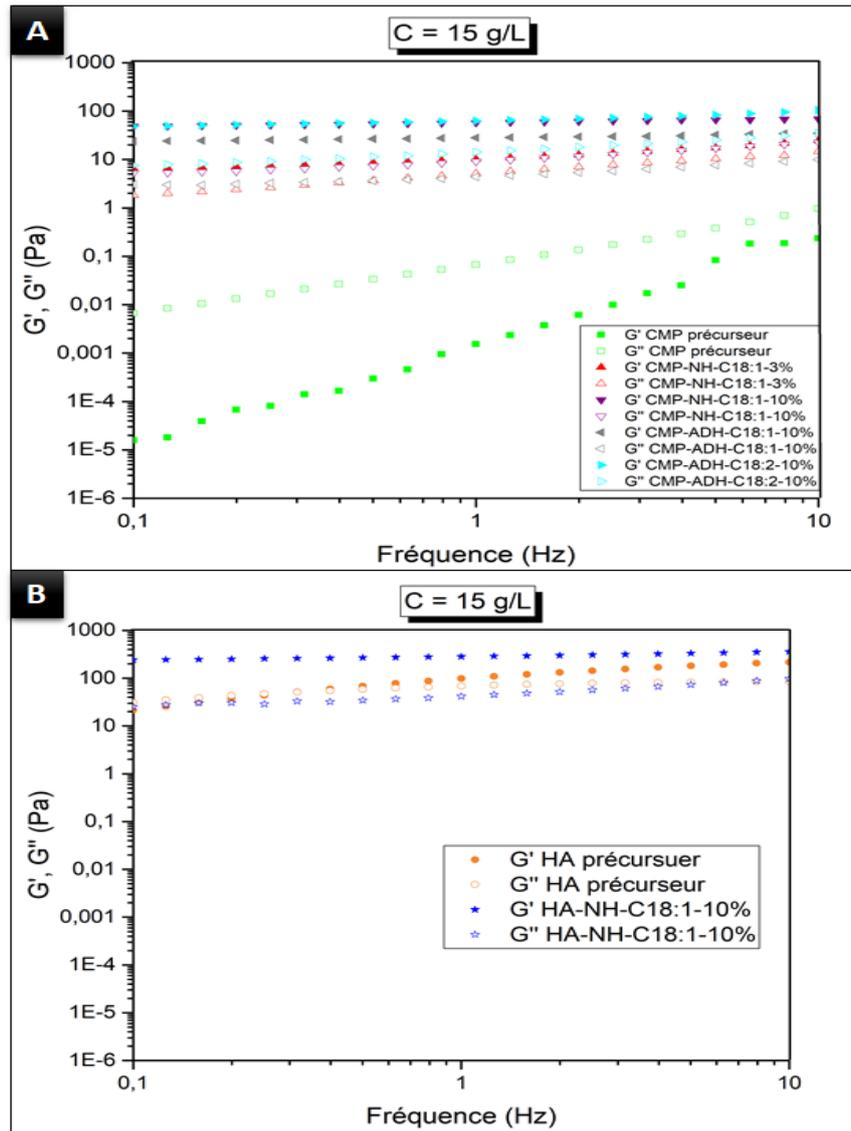 A
C = 15 g/L
1000
100
10
1
0,1
0,01
0,001
1E-4
1E-5
1E-6
G', G'' (Pa)
G' CMP précurseur
G'' CMP précurseur
G' CMP-NH-C18:1-3%
G'' CMP-NH-C18:1-3%
G' CMP-NH-C18:1-10%
G'' CMP-NH-C18:1-10%
G' CMP-ADH-C18:1-10%
G'' CMP-ADH-C18:1-10%
G' CMP-ADH-C18:2-10%
G'' CMP-ADH-C18:2-10%
0,1 1 10
Fréquence (Hz)
B
C = 15 g/L
1000
100
10
1
0,1
0,01
0,001
1E-4
1E-5
1E-6
G', G'' (Pa)
G' HA précursuer
G'' HA précurseur
G' HA-NH-C18:1-10%
G'' HA-NH-C18:1-10%
0,1 1 10
Fréquence (Hz)